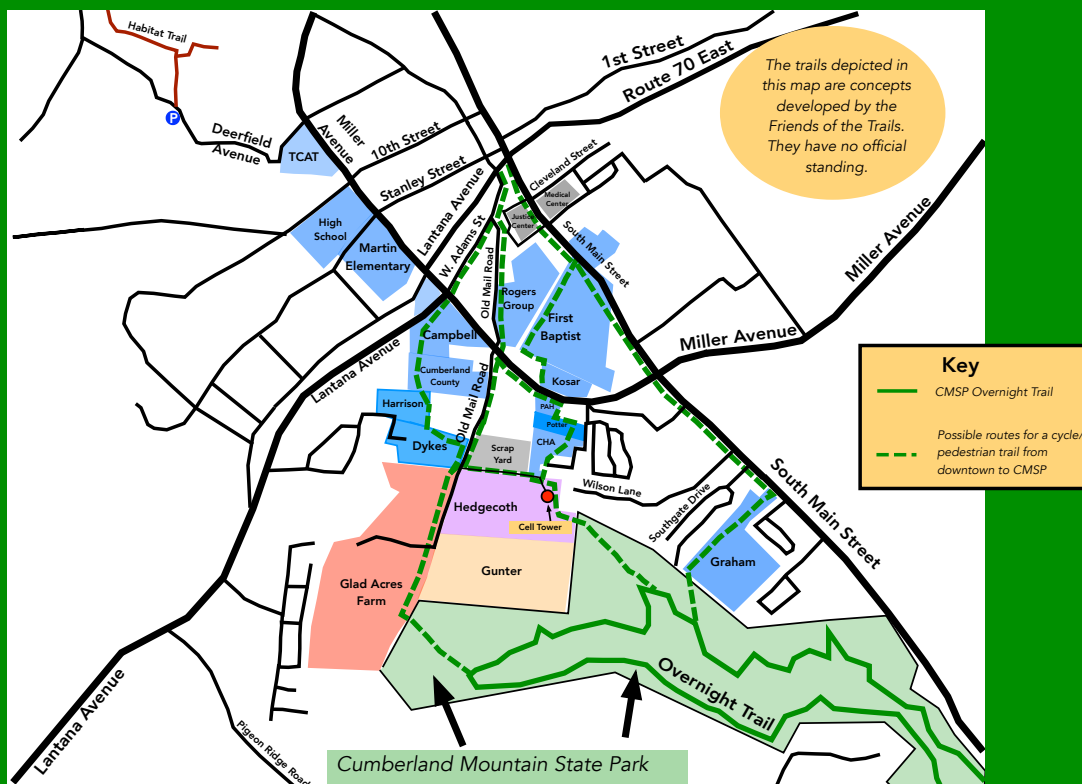 Habitat Trail
P
Deerfield
Avenue
TCAT
Miller
Avenue
10th Street
Stanley Street
1st Street
Route 70 East
The trails depicted in
this map are concepts
developed by the
Friends of the Trails.
They have no official
standing.
High
School
Martin
Elementary
Lantana Avenue
W. Adams St
Old Mail Road
Cleveland Street
Medical
Center
Justice
Center
South Main Street
Rogers
Group
First
Baptist
Miller Avenue
Miller Avenue
Campbell
Cumberland
County
Lantana Avenue
Harrison
Dykes
Old Mail Road
Kosar
PAH
Potter
CHA
Scrap
Yard
Wilson Lane
Southgate Drive
South Main Street
Key
CMSP Overnight Trail
Possible routes for a cycle/
pedestrian trail from
downtown to CMSP
Hedgecoth
Cell Tower
Gunter
Glad Acres
Farm
Graham
Overnight Trail
Lantana Avenue
Pigeon Ridge Road
Cumberland Mountain State Park